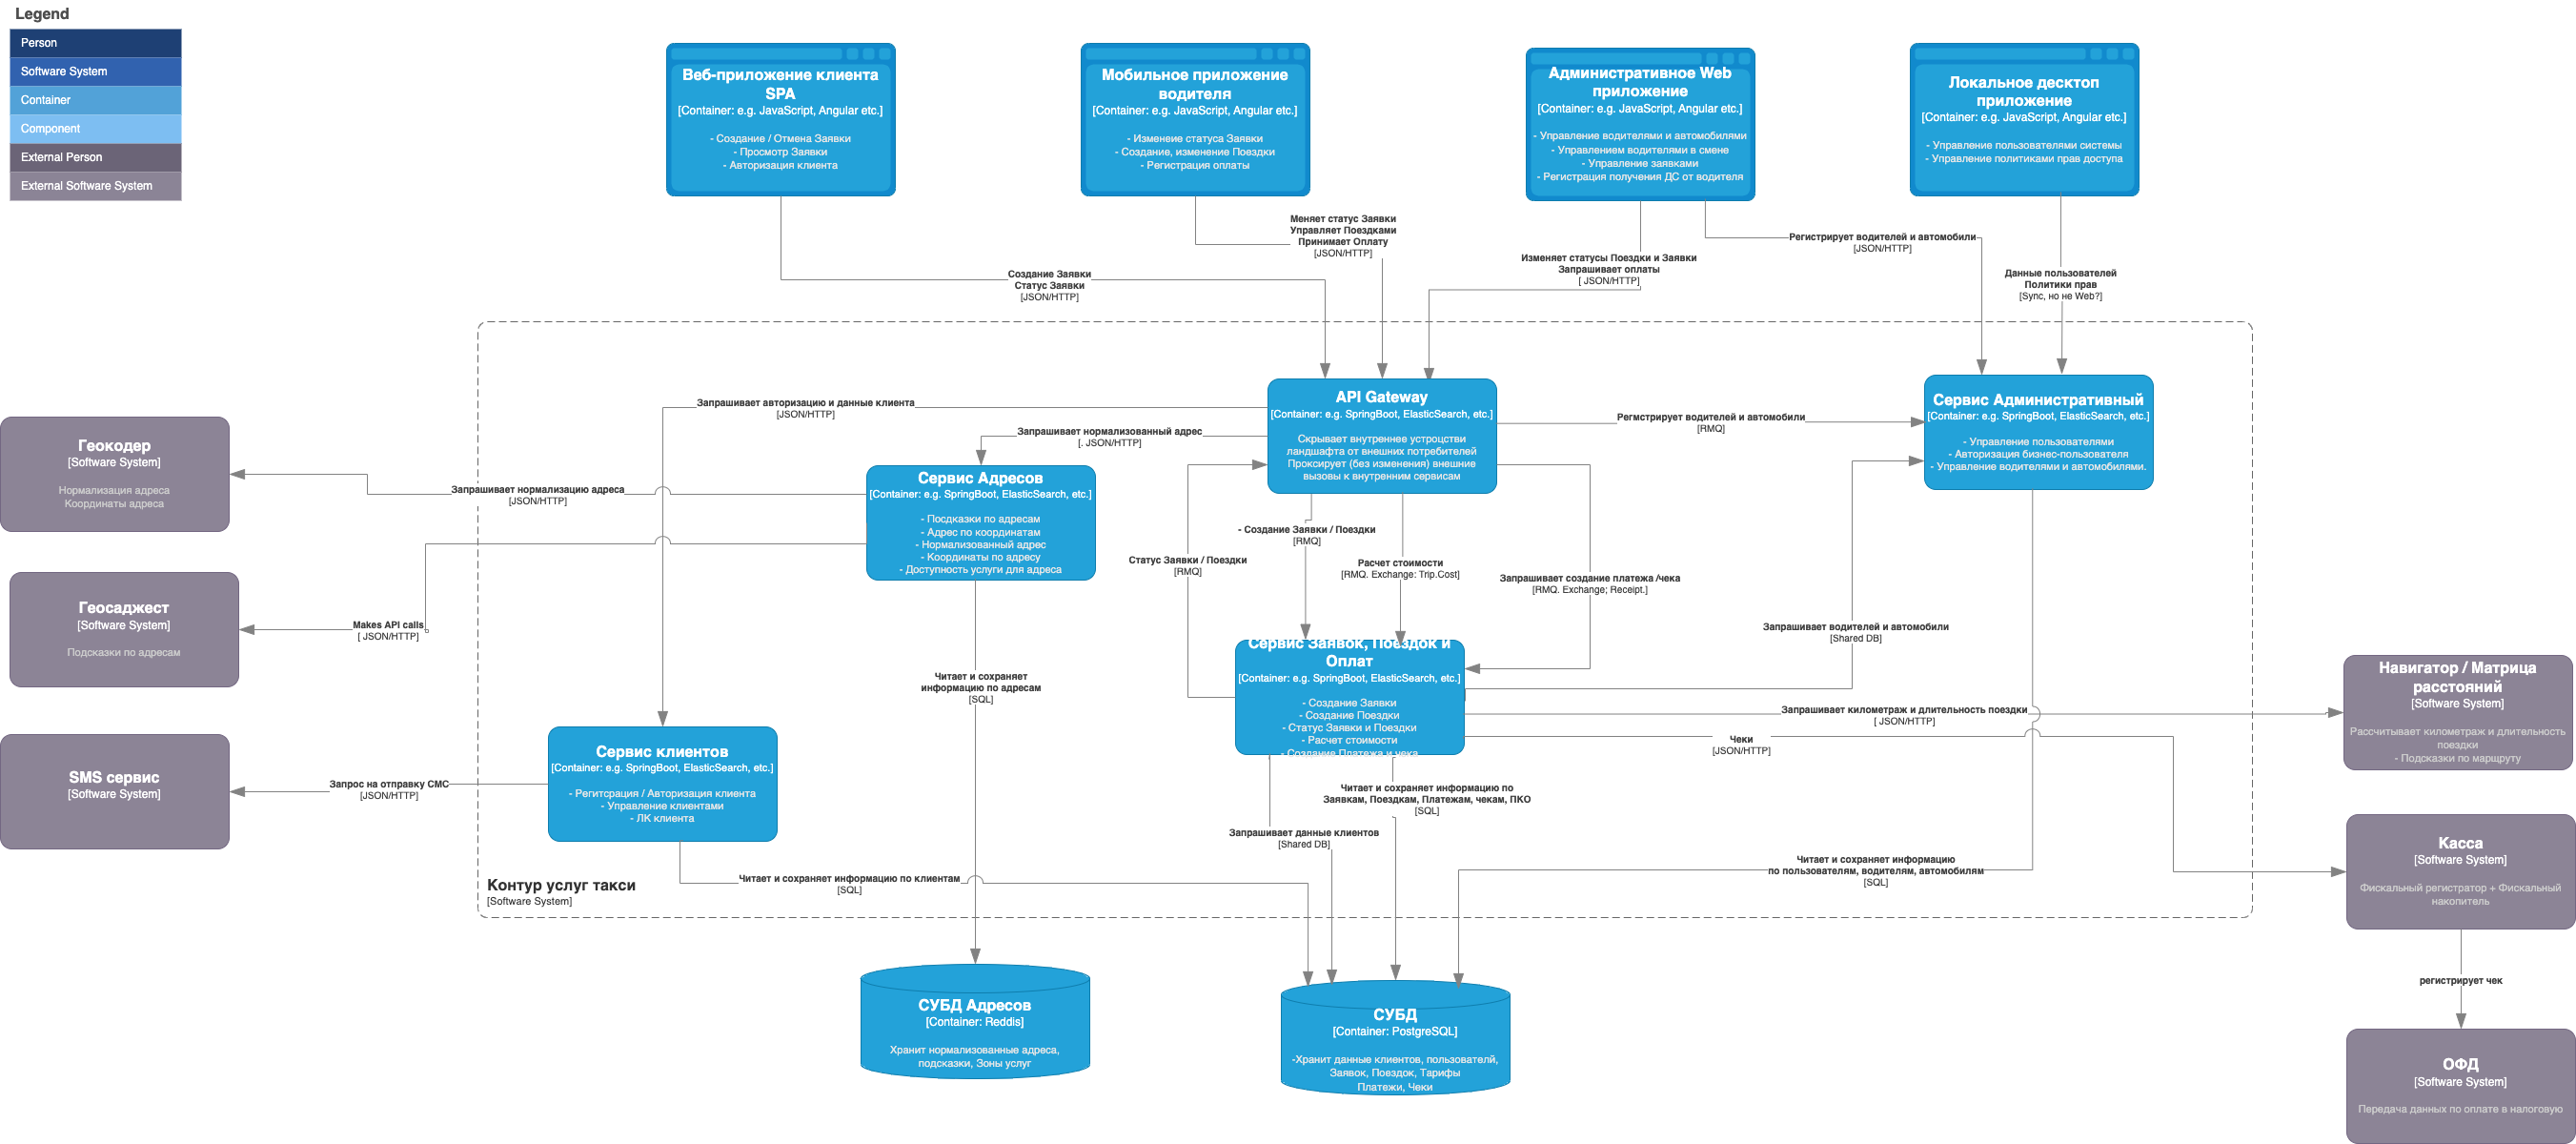 Legend
Person
Software System
Container
Component
External Person
External Software System
Веб-приложение клиента
SPA
[Container: e.g. JavaScript, Angular etc.]
- Создание / Отмена Заявки
- Просмотр Заявки
- Авторизация клиента
Мобильное приложение
водителя
[Container: e.g. JavaScript, Angular etc.]
- Изменеие статуса Заявки
- Создание, изменение Поездки
- Регистрация оплаты
Административное Web
приложение
[Container: e.g. JavaScript, Angular etc.]
- Управление водителями и автомобилями
- Управлением водителями в смене
- Управление заявками
- Регистрация получения ДС от водителя
Локальное десктоп
приложение
[Container: e.g. JavaScript, Angular etc.]
- Управление пользователями системы
- Управление политиками прав доступа
Создание Заявки
Статус Заявки
[JSON/HTTP]
Меняет статус Заявки
Управляет Поездками
Принимает Оплату
[JSON/HTTP]
Изменяет статусы Поездки и Заявки
Запрашивает оплаты
[ JSON/HTTP]
Регистрирует водителей и автомобили
[JSON/HTTP]
Данные пользователей
Политики прав
[Sync, но не Web?]
API Gateway
[Container: e.g. SpringBoot, ElasticSearch, etc.]
Скрывает внутреннее устроцстви
ландшафта от внешних потребителей
Проксирует (без изменения) внешние
вызовы к внутренним сервисам
Сервис Административный
[Container: e.g. SpringBoot, ElasticSearch, etc.]
- Управление пользователями
- Авторизация бизнес-пользователя
- Управление водителями и автомобилями.
Запрашивает авторизацию и данные клиента
[JSON/HTTP]
Запрашивает нормализованный адрес
[. JSON/HTTP]
Регмстрирует водителей и автомобили
[RMQ]
Геокодер
[Software System]
Нормализация адреса
Координаты адреса
Запрашивает нормализацию адреса
[JSON/HTTP]
Сервис Адресов
[Container: e.g. SpringBoot, ElasticSearch, etc.]
- Посдказки по адресам
- Адрес по координатам
- Нормализованный адрес
- Координаты по адресу
- Доступность услуги для адреса
Статус Заявки / Поездки
[RMQ]
- Создание Заявки / Поездки
[RMQ]
Расчет стоимости
[RMQ. Exchange: Trip.Cost]
Запрашивает создание платежа /чека
[RMQ. Exchange; Receipt.]
Геосаджест
[Software System]
Подсказки по адресам
Makes API calls
[ JSON/HTTP]
Запрашивает водителей и автомобили
[Shared DB]
Читает и сохраняет
информацию по адресам
[SQL]
Сервис Заявок, Поездок и
Оплат
[Container: e.g. SpringBoot, ElasticSearch, etc.]
- Создание Заявки
- Создание Поездки
- Статус Заявки и Поездки
- Расчет стоимости
- Создание Платежа и чека
Запрашивает километраж и длительность поездки
[ JSON/HTTP]
Чеки
[JSON/HTTP]
Навигатор / Матрица
расстояний
[Software System]
Рассчитывает километраж и длительность
поездки
- Подсказки по маршруту
SMS сервис
[Software System]
Запрос на отправку СМС
[JSON/HTTP]
Сервис клиентов
[Container: e.g. SpringBoot, ElasticSearch, etc.]
- Регитсрация / Авторизация клиента
- Управление клиентами
- ЛК клиента
Читает и сохраняет информацию по
Заявкам, Поездкам, Платежам, чекам, ПКО
[SQL]
Запрашивает данные клиентов
[Shared DB]
Читает и сохраняет информацию по клиентам
[SQL]
Читает и сохраняет информацию
по пользователям, водителям, автомобилям
[SQL]
Касса
[Software System]
Фискальный регистратор + Фискальный
накопитель
Контур услуг такси
[Software System]
регистрирует чек
СУБД Адресов
[Container: Reddis]
Хранит нормализованные адреса,
подсказки, Зоны услуг
СУБД
[Container: PostgreSQL]
-Хранит данные клиентов, пользователй,
Заявок, Поездок, Тарифы
Платежи, Чеки
ОФД
[Software System]
Передача данных по оплате в налоговую